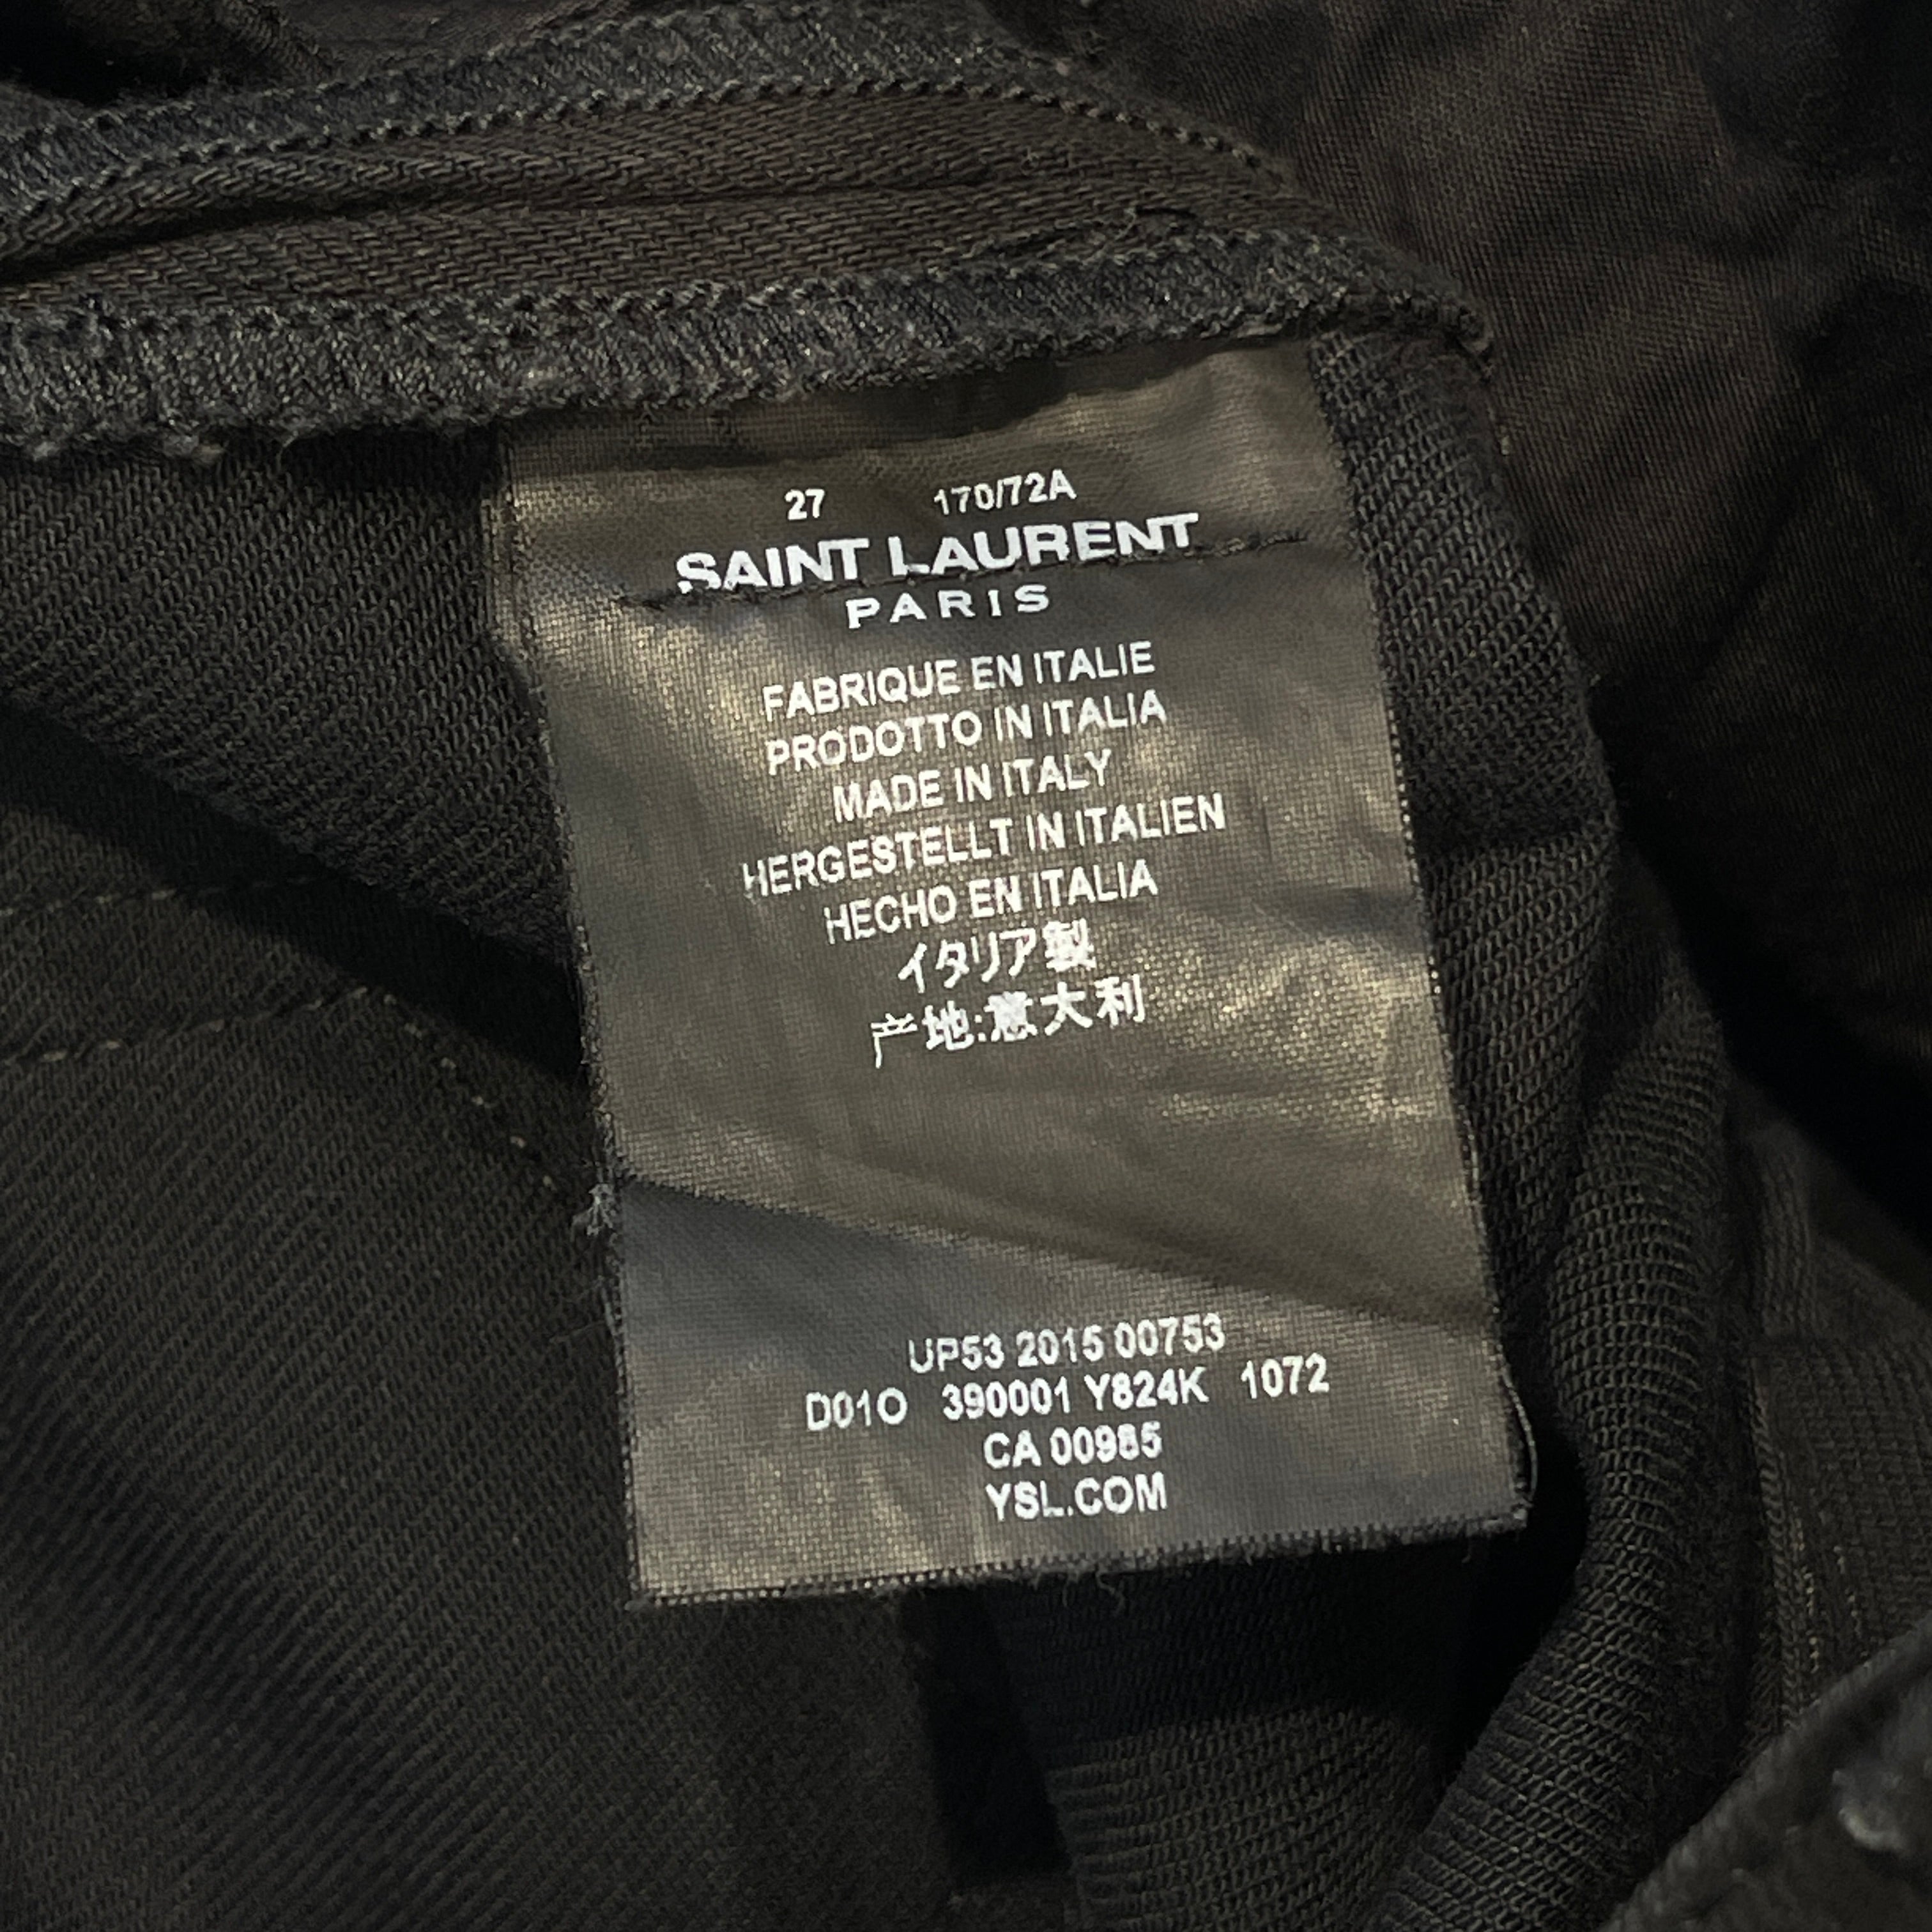 27 170/72A
SAINT LAURENT
PARIS
FABRIQUE EN ITALIE
PRODOTTO IN ITALIA
MADE IN ITALY
HERGESTELLT IN ITALIEN
HECHO EN ITALIA
イタリア製
产地:意大利
UP53 2015 00753
D01O 390001 Y824K 1072
CA 00985
YSL.COM